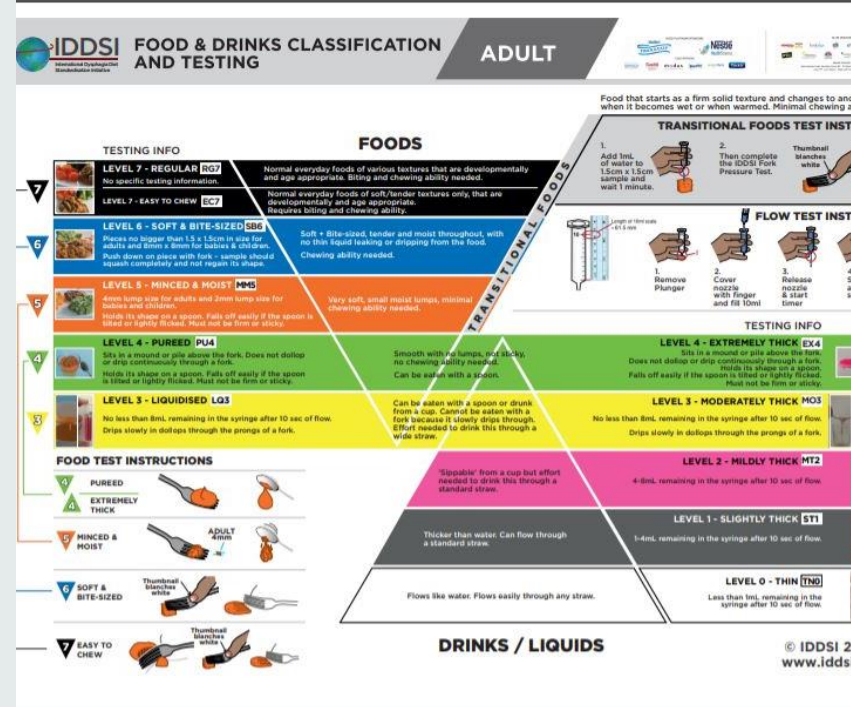 IDDSI
International Dysphagia Diet
Standardisation Initiative
FOOD & DRINKS CLASSIFICATION
AND TESTING
ADULT
Nestlé
Food that starts as a firm solid texture and changes to
when it becomes wet or when warmed. Minimal chewing
TRANSITIONAL FOODS TEST
1.
Add 1mL
of water to
1.5cm x 1.5cm
sample and
wait 1 minute.
2.
Then complete
the IDDSI Fork
Pressure Test.
Thumbnail
blanches
white
TESTING INFO
FOODS
7
LEVEL 7 - REGULAR RG7
No specific testing information.
Normal everyday foods of various textures that are developmentally
and age appropriate. Biting and chewing ability needed.
LEVEL 7 - EASY TO CHEW EC7
Normal everyday foods of soft/tender textures only, that are
developmentally and age appropriate.
Requires biting and chewing ability.
6
LEVEL 6 - SOFT & BITE-SIZED SB6
Pieces no bigger than 1.5 x 1.5cm in size for
adults and 8mm x 8mm for babies & children.
Push down on piece with fork - sample should
squash completely and not regain its shape.
Soft + Bite-sized, tender and moist throughout, with
no thin liquid leaking or dripping from the food.
Chewing ability needed.
5
LEVEL 5 - MINCED & MOIST MM5
4mm lump size for adults and 2mm lump size for
babies and children.
Holds its shape on a spoon. Falls off easily if the spoon is
tilted or lightly flicked. Must not be firm or sticky.
Very soft, small moist lumps, minimal
chewing ability needed.
4
LEVEL 4 - PUREED PU4
Sits in a mound or pile above the fork. Does not dollop
or drip continuously through a fork.
Holds its shape on a spoon. Falls off easily if the spoon
is tilted or lightly flicked. Must not be firm or sticky.
Smooth with no lumps, not sticky,
no chewing ability needed.
Can be eaten with a spoon.
3
LEVEL 3 - LIQUIDISED LQ3
No less than 8mL remaining in the syringe after 10 sec of flow.
Drips slowly in dollops through the prongs of a fork.
Can be eaten with a spoon or drunk
from a cup. Cannot be eaten with a
fork because it slowly drips through.
Effort needed to drink this through a
wide straw.
TRANSITIONAL FOODS
FLOW TEST
Length of 10ml scale
= 61.5 mm
10
1.
Remove
Plunger
2.
Cover
nozzle
with finger
and fill 10ml
3.
Release
nozzle
& start
timer
4
TESTING INFO
LEVEL 4 - EXTREMELY THICK EX4
Sits in a mound or pile above the fork.
Does not dollop or drip continuously through a fork.
Holds its shape on a spoon.
Falls off easily if the spoon is tilted or lightly flicked.
Must not be firm or sticky.
LEVEL 3 - MODERATELY THICK MO3
No less than 8mL remaining in the syringe after 10 sec of flow.
Drips slowly in dollops through the prongs of a fork.
LEVEL 2 - MILDLY THICK MT2
'Sippable' from a cup but effort
needed to drink this through a
standard straw.
4-8mL remaining in the syringe after 10 sec of flow.
LEVEL 1 - SLIGHTLY THICK ST1
Thicker than water. Can flow through
a standard straw.
1-4mL remaining in the syringe after 10 sec of flow.
LEVEL 0 - THIN TN0
Flows like water. Flows easily through any straw.
Less than 1mL remaining in the
syringe after 10 sec of flow.
FOOD TEST INSTRUCTIONS
4
PUREED
4
EXTREMELY
THICK
5
MINCED &
MOIST
ADULT
4mm
6
SOFT &
BITE-SIZED
Thumbnail
blanches
white
7
EASY TO
CHEW
Thumbnail
blanches
white
DRINKS / LIQUIDS
© IDDSI 2
www.idds